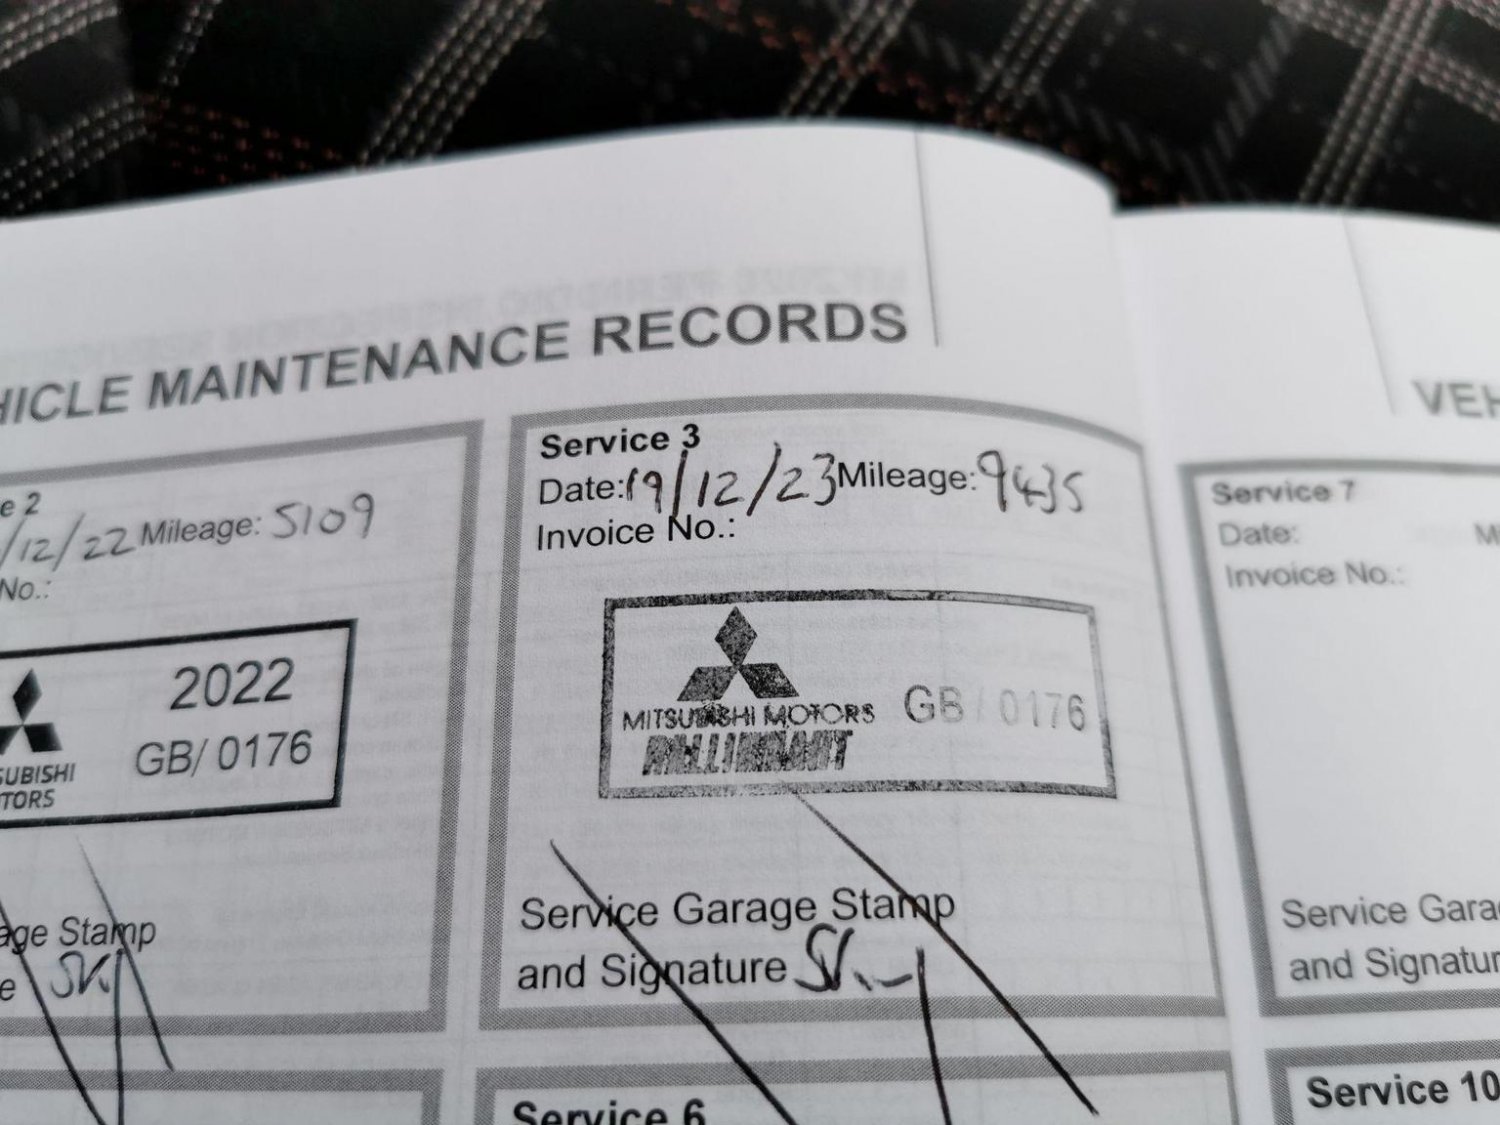 HICLE MAINTENANCE RECORDS
e 2
/12/22 Mileage: 5109
No.:
2022
GB/ 0176
SUBISHI
TORS
age Stamp
e
Service 3
Date: 19/12/23 Mileage: 9435
Invoice No.:
MITSUBISHI MOTORS GB/0176
Service Garage Stamp
and Signature
Service 6
VEH
Service 7
Date: M
Invoice No.:
Service Gara
and Signatur
Service 10